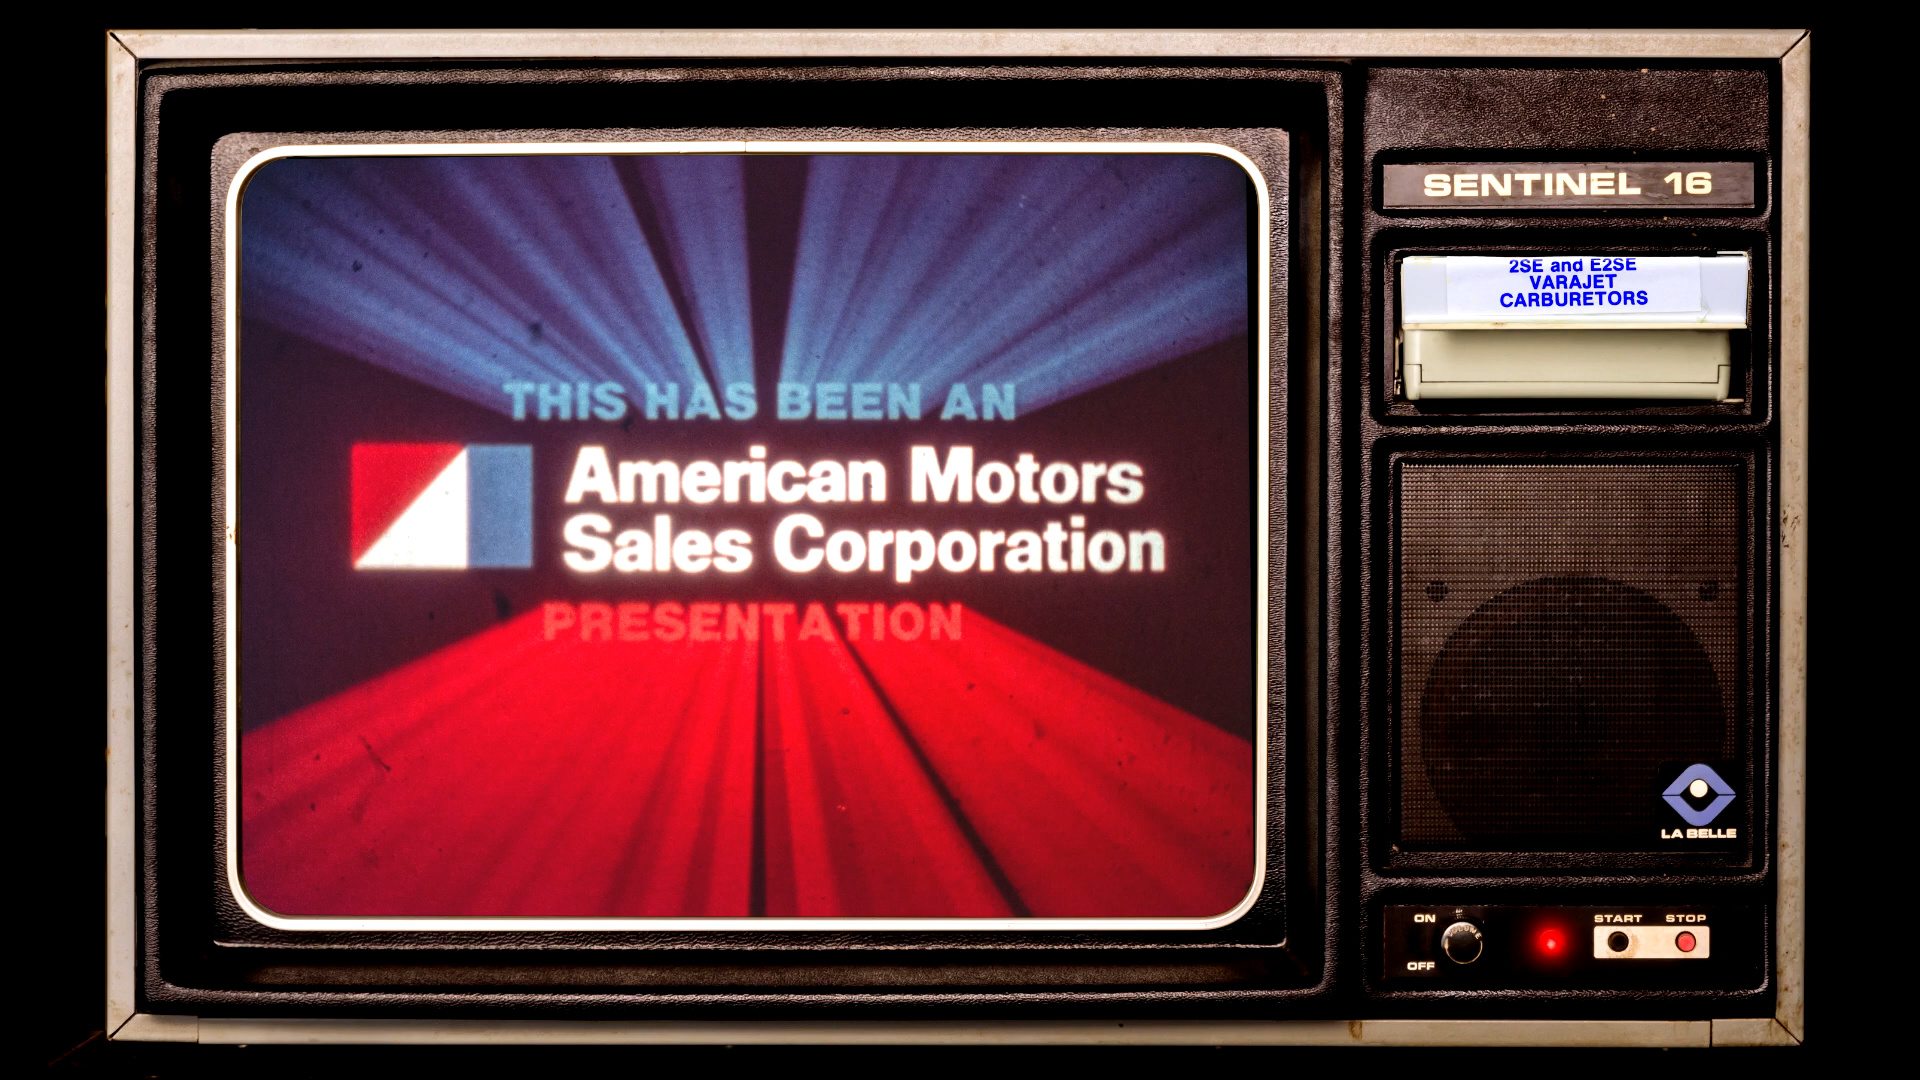 THIS HAS BEEN AN
American Motors
Sales Corporation
PRESENTATION
SENTINEL 16
2SE and E2SE
VARAJET
CARBURETORS
LA BELLE
ON
OFF
VOLUME
START
STOP